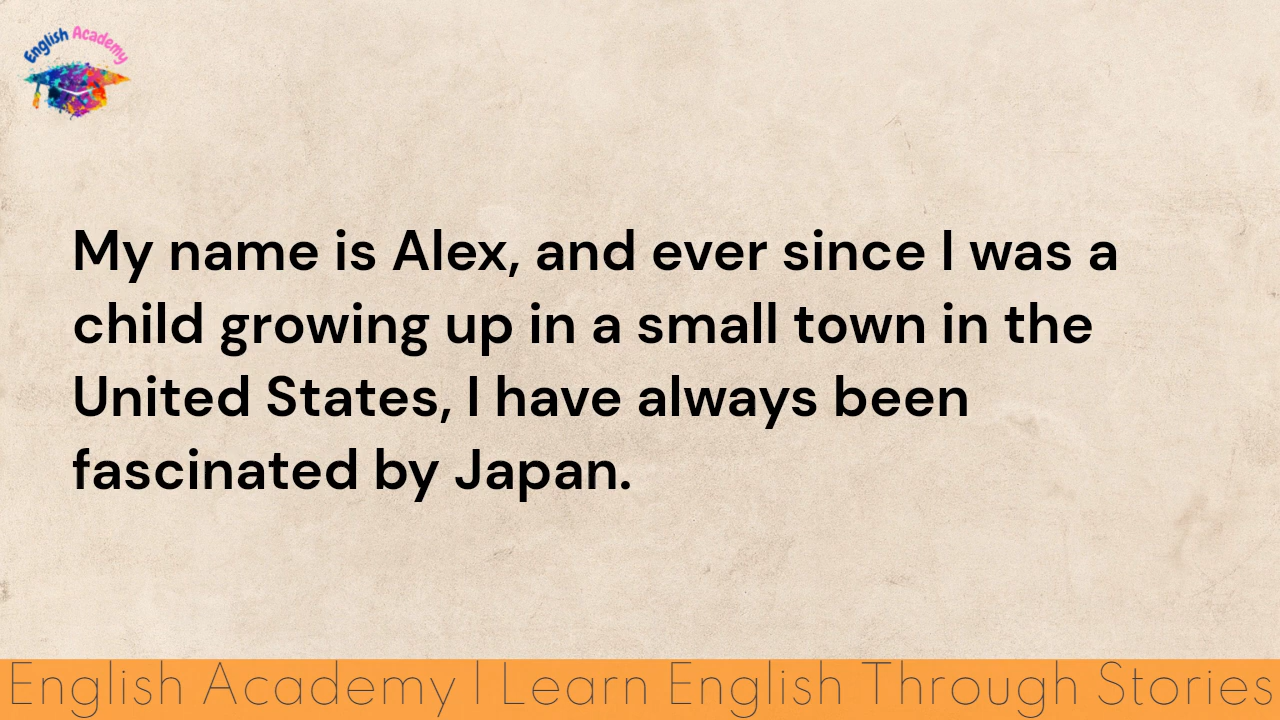 English Academy
My name is Alex, and ever since I was a
child growing up in a small town in the
United States, I have always been
fascinated by Japan.
English Academy | Learn English Through Stories